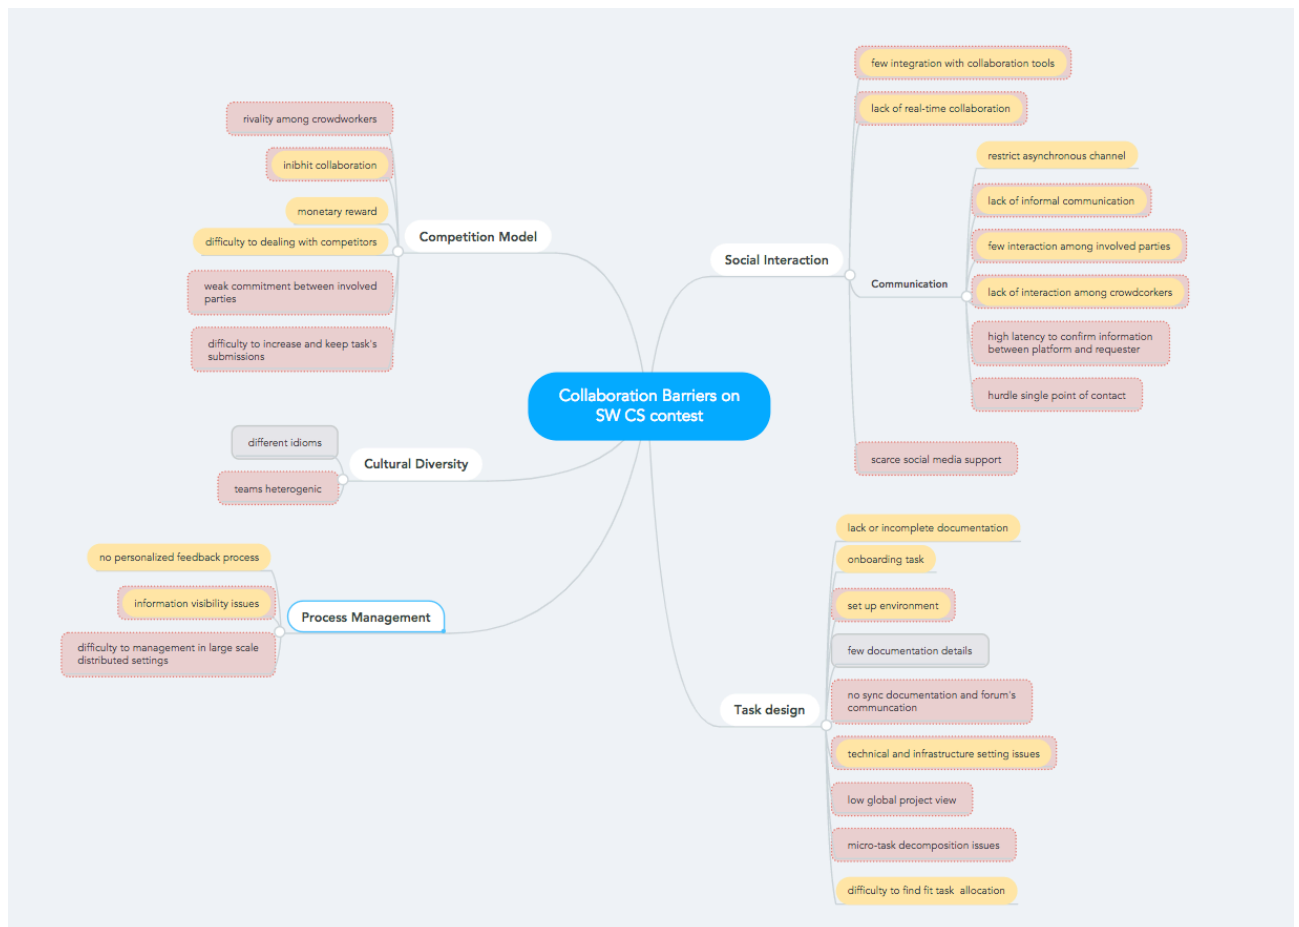 Collaboration Barriers on
SW CS contest
Competition Model
rivality among crowdworkers
inibhit collaboration
monetary reward
difficulty to dealing with competitors
weak commitment between involved
parties
difficulty to increase and keep task's
submissions
Cultural Diversity
different idioms
teams heterogenic
Process Management
no personalized feedback process
information visibility issues
difficulty to management in large scale
distributed settings
Social Interaction
few integration with collaboration tools
lack of real-time collaboration
Communication
restrict asynchronous channel
lack of informal communication
few interaction among involved parties
lack of interaction among crowdcorkers
high latency to confirm information
between platform and requester
hurdle single point of contact
scarce social media support
Task design
lack or incomplete documentation
onboarding task
set up environment
few documentation details
no sync documentation and forum's
communcation
technical and infrastructure setting issues
low global project view
micro-task decomposition issues
difficulty to find fit task allocation